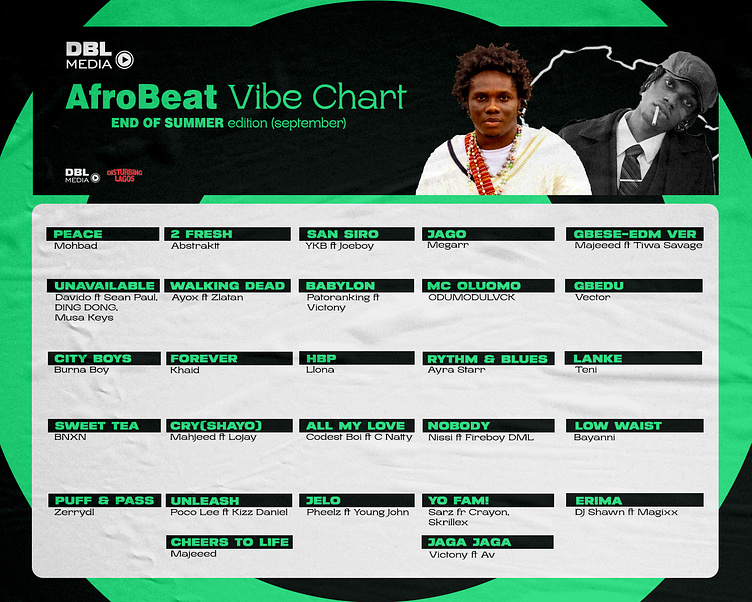 DBL
MEDIA
AfroBeat Vibe Chart
END OF SUMMER edition (september)
DBL
MEDIA
DISTURBING
LAGOS
PEACE
Mohbad
2 FRESH
Abstraktt
SAN SIRO
YKB ft Joeboy
JAGO
Megarr
GBESE-EDM VER
Majeeed ft Tiwa Savage
UNAVAILABLE
Davido ft Sean Paul,
DING DONG,
Musa Keys
WALKING DEAD
Ayox ft Zlatan
BABYLON
Patoranking ft
Victony
MC OLUOMO
ODUMODULVCK
GBEDU
Vector
CITY BOYS
Burna Boy
FOREVER
Khaid
HBP
Llona
RYTHM & BLUES
Ayra Starr
LANKE
Teni
SWEET TEA
BNXN
CRY(SHAYO)
Mahjeed ft Lojay
ALL MY LOVE
Codest Boi ft C Natty
NOBODY
Nissi ft Fireboy DML
LOW WAIST
Bayanni
PUFF & PASS
Zerrydl
UNLEASH
Poco Lee ft Kizz Daniel
JELO
Pheelz ft Young John
YO FAM!
Sarz fr Crayon,
Skrillex
ERIMA
DJ Shawn ft Magixx
CHEERS TO LIFE
Majeeed
JAGA JAGA
Victony ft Av